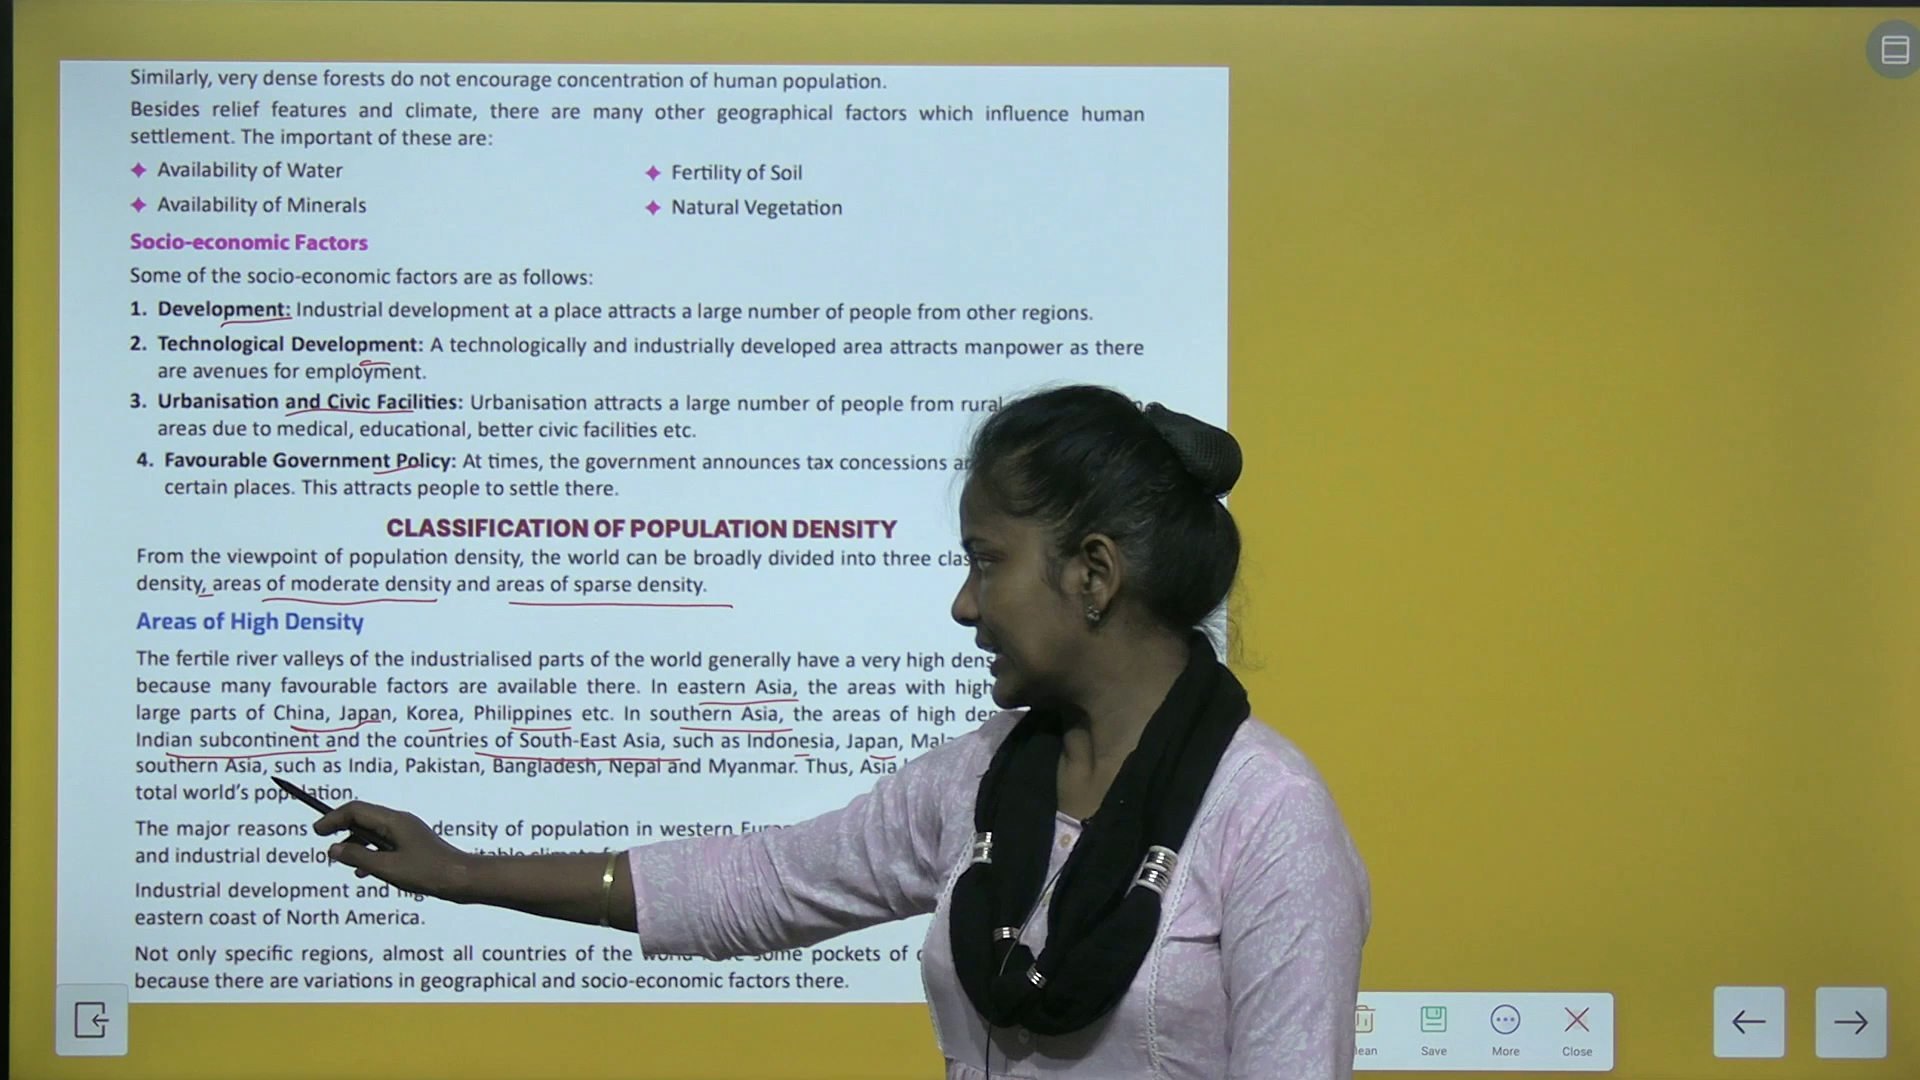 Similarly, very dense forests do not encourage concentration of human population.
Besides relief features and climate, there are many other geographical factors which influence human
settlement. The important of these are:
✦ Availability of Water
✦ Fertility of Soil
✦ Availability of Minerals
✦ Natural Vegetation
Socio-economic Factors
Some of the socio-economic factors are as follows:
1. Development: Industrial development at a place attracts a large number of people from other regions.
2. Technological Development: A technologically and industrially developed area attracts manpower as there
are avenues for employment.
3. Urbanisation and Civic Facilities: Urbanisation attracts a large number of people from rural
areas due to medical, educational, better civic facilities etc.
4. Favourable Government Policy: At times, the government announces tax concessions
certain places. This attracts people to settle there.
CLASSIFICATION OF POPULATION DENSITY
From the viewpoint of population density, the world can be broadly divided into three
density, areas of moderate density and areas of sparse density.
Areas of High Density
The fertile river valleys of the industrialised parts of the world generally have a very high
because many favourable factors are available there. In eastern Asia, the areas with high
large parts of China, Japan, Korea, Philippines etc. In southern Asia, the areas of high
Indian subcontinent and the countries of South-East Asia, such as Indonesia, Japan,
southern Asia, such as India, Pakistan, Bangladesh, Nepal and Myanmar. Thus, Asia
total world's population.
The major reasons density of population in western
and industrial
Industrial development and
eastern coast of North America.
Not only specific regions, almost all countries of the some pockets of
because there are variations in geographical and socio-economic factors there.
Save
More
Close